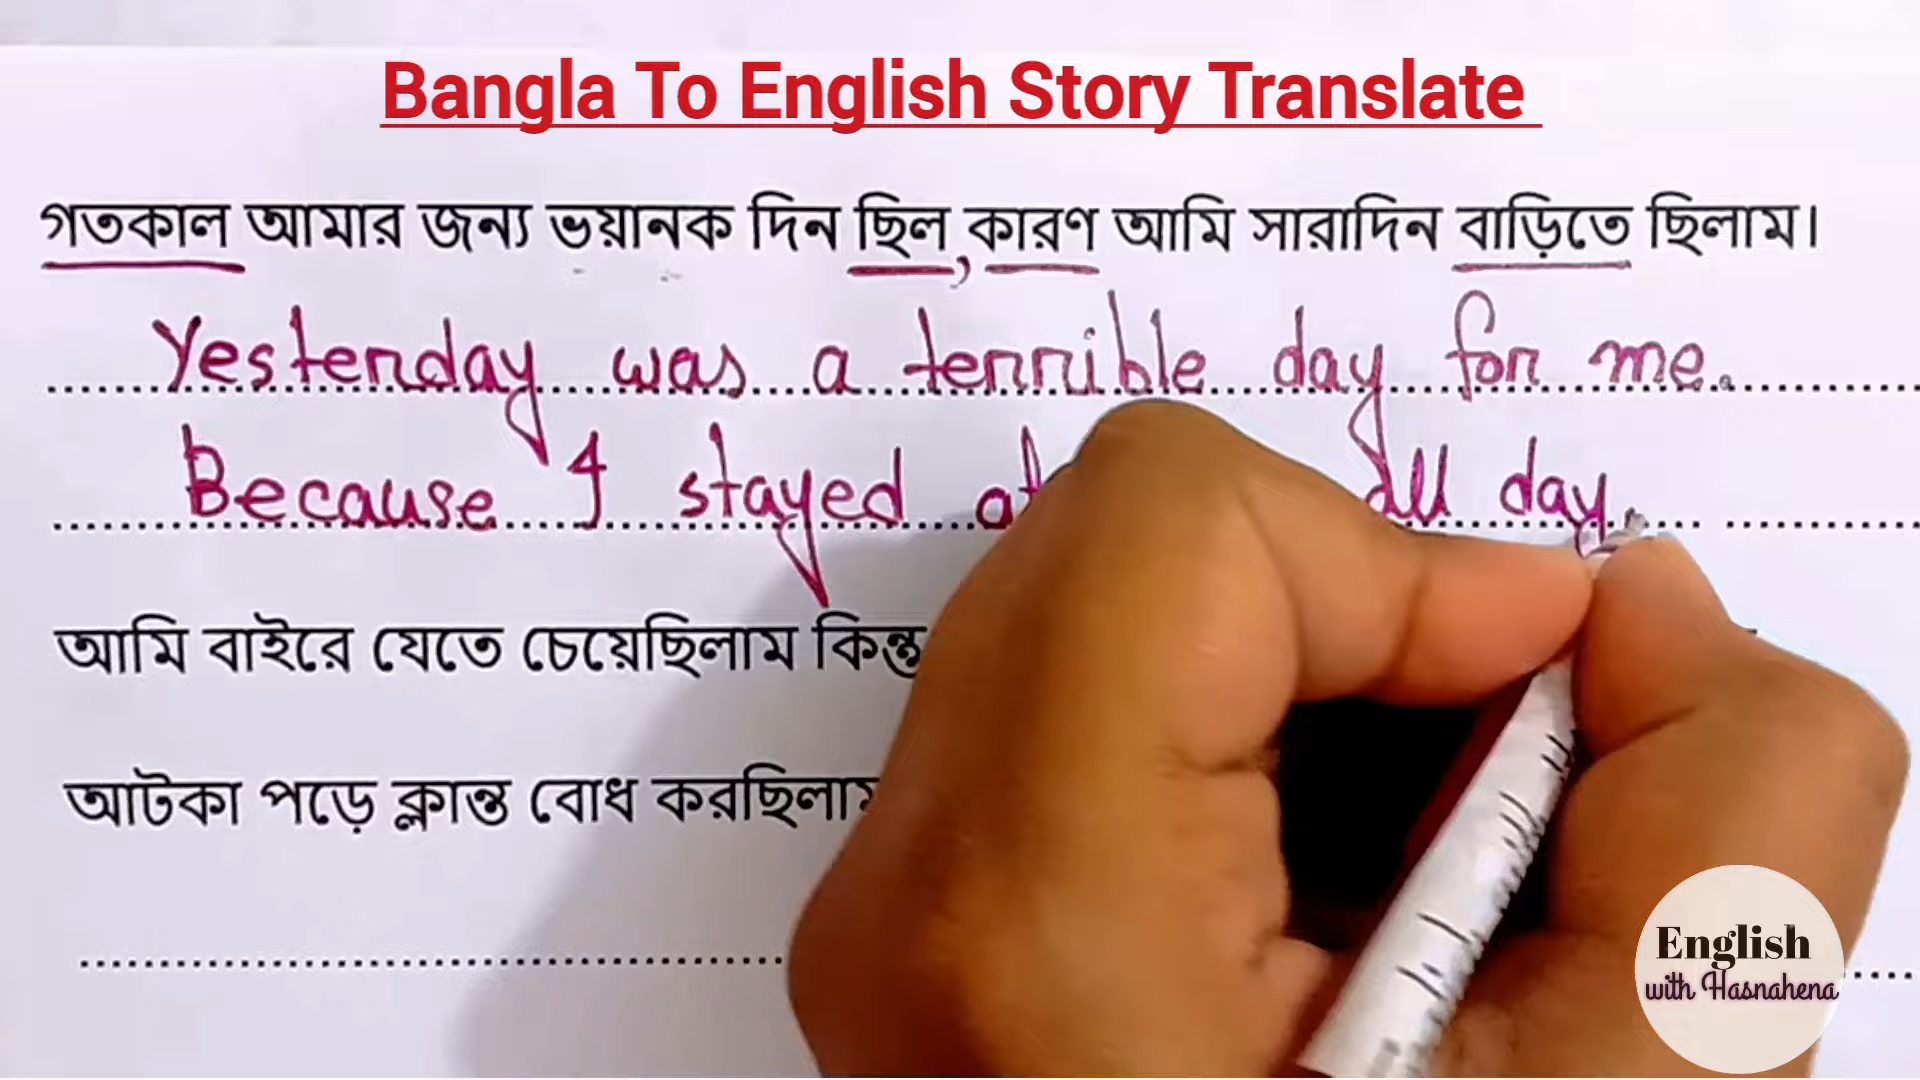 Bangla To English Story Translate
গতকাল আমার জন্য ভয়ানক দিন ছিল, কারণ আমি সারাদিন বাড়িতে ছিলাম।
Yesterday was a terrible day for me.
Because I stayed at all day.
আমি বাইরে যেতে চেয়েছিলাম কিন্তু
আটকা পড়ে ক্লান্ত বোধ করছিলাম
English
with Hasnahena